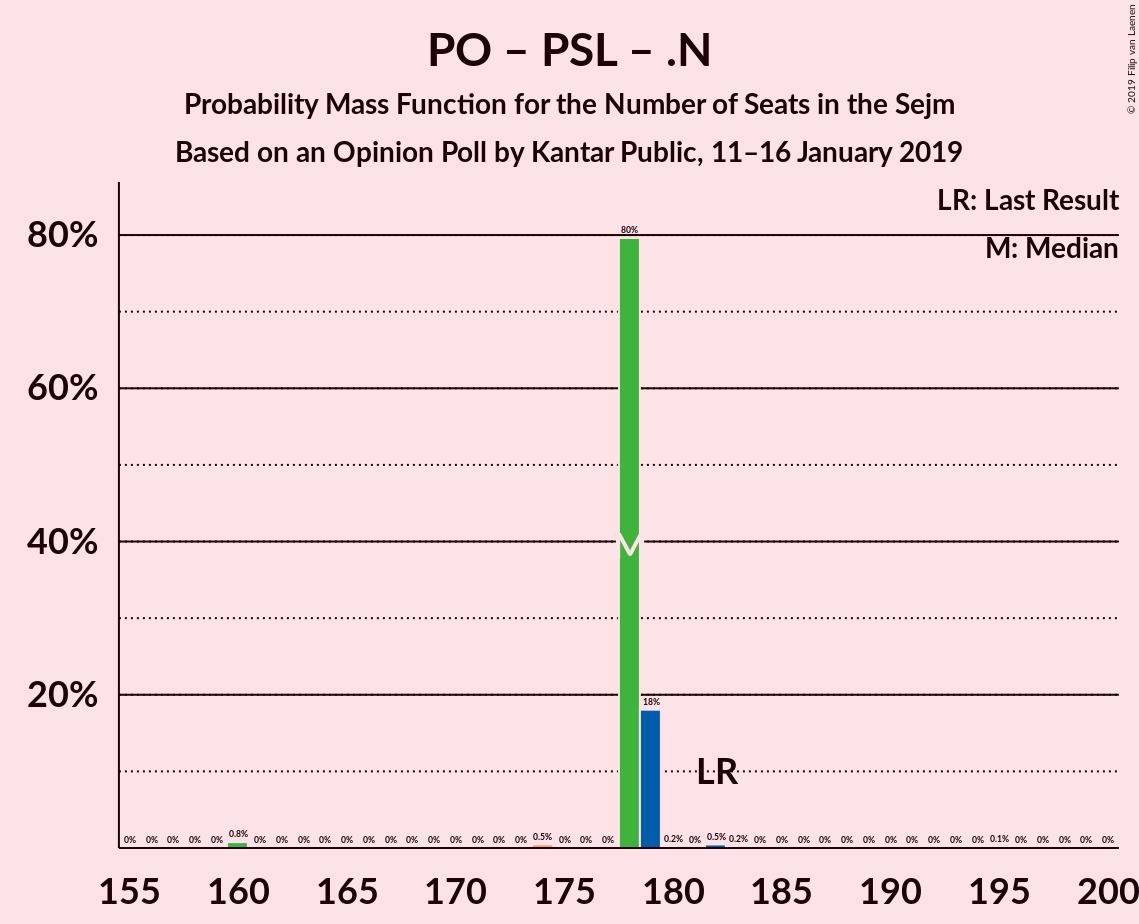 PO – PSL – .N
Probability Mass Function for the Number of Seats in the Sejm
Based on an Opinion Poll by Kantar Public, 11–16 January 2019
© 2019 Filip van Laenen
LR: Last Result
M: Median
80%
60%
40%
20%
0% 0% 0% 0% 0% 0.8% 0% 0% 0% 0% 0% 0% 0% 0% 0% 0% 0% 0% 0% 0.5% 0% 0% 0% 80% 18% 0.2% 0% 0.5% 0.2% 0% 0% 0% 0% 0% 0% 0% 0% 0% 0% 0% 0.1% 0% 0% 0% 0% 0%
LR
155 160 165 170 175 180 185 190 195 200